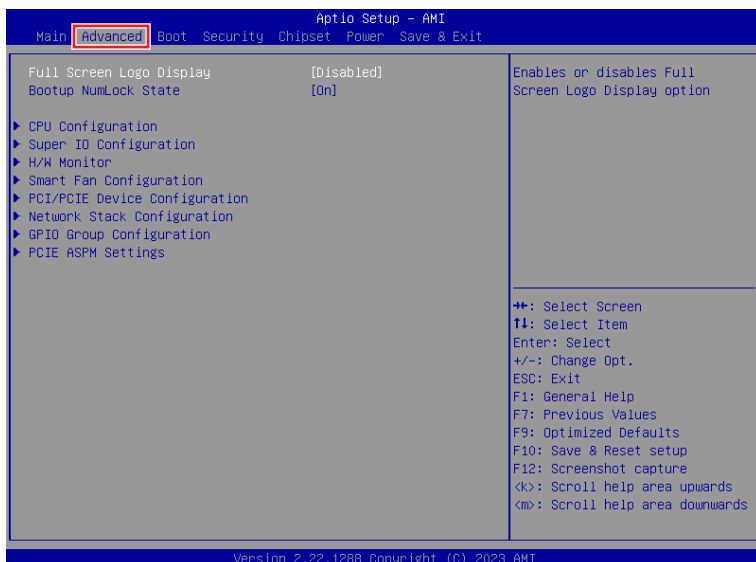 Aptio Setup - AMI
Main Advanced Boot Security Chipset Power Save & Exit
Full Screen Logo Display [Disabled]
Bootup NumLock State [On]
CPU Configuration
Super IO Configuration
H/W Monitor
Smart Fan Configuration
PCI/PCIE Device Configuration
Network Stack Configuration
GPIO Group Configuration
PCIE ASPM Settings
Enables or disables Full
Screen Logo Display option
→←: Select Screen
↑↓: Select Item
Enter: Select
+/-: Change Opt.
ESC: Exit
F1: General Help
F7: Previous Values
F9: Optimized Defaults
F10: Save & Reset setup
F12: Screenshot capture
<k>: Scroll help area upwards
<m>: Scroll help area downwards
Version 2.22.1288 Copyright (C) 2023 AMI